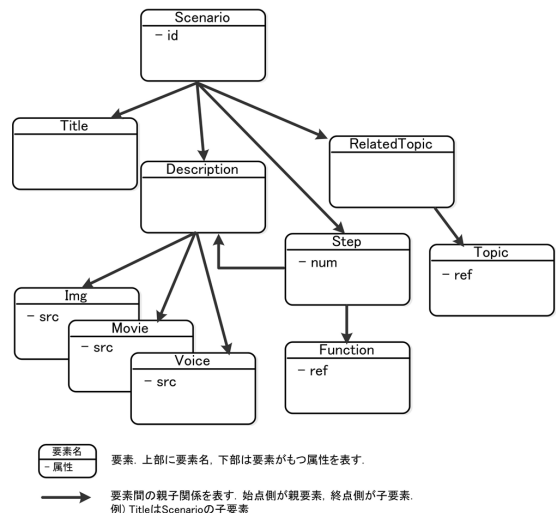 Scenario
- id
Title
RelatedTopic
Description
Step
- num
Topic
- ref
Img
- src
Movie
- src
Voice
- src
Function
- ref
要素名
- 属性
要素. 上部に要素名, 下部は要素がもつ属性を表す.
要素間の親子関係を表す. 始点側が親要素, 終点側が子要素.
例) TitleはScenarioの子要素